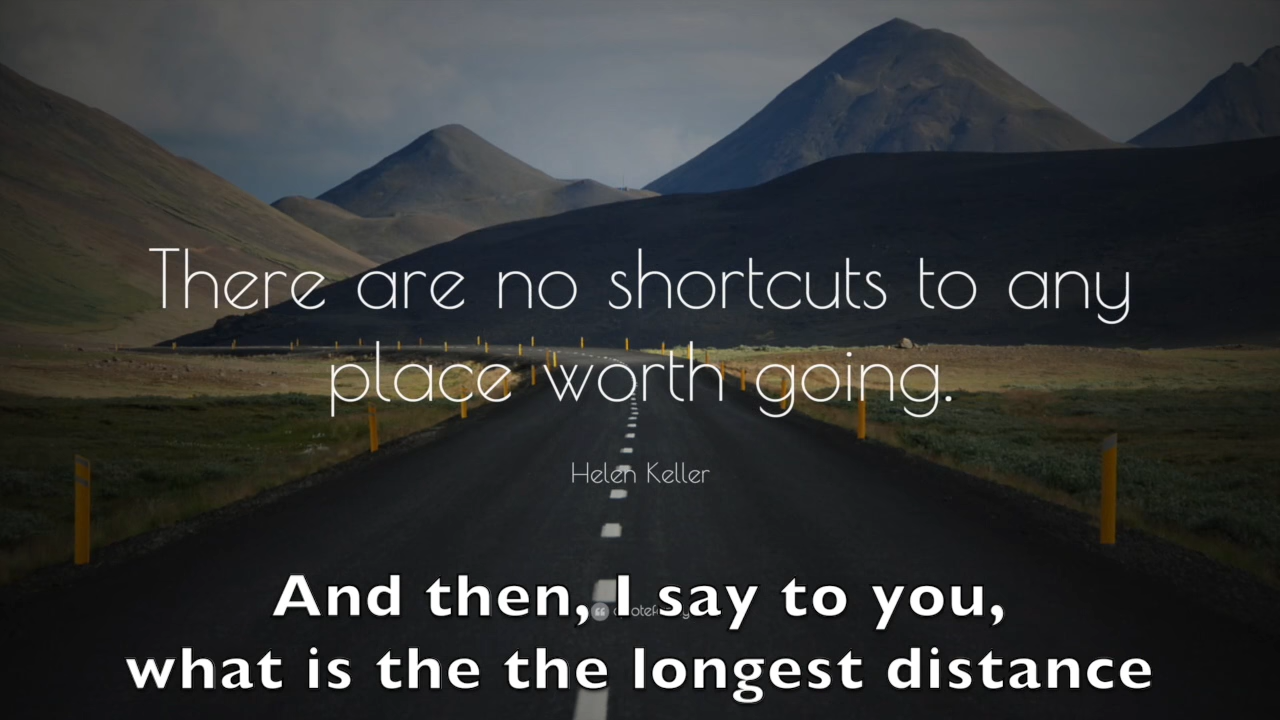 There are no shortcuts to any
place worth going.
Helen Keller
And then, I say to you,
what is the the longest distance